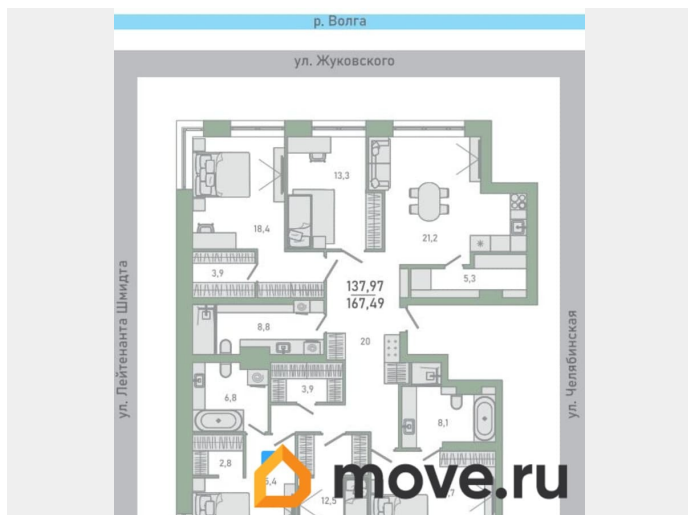 р. Волга
ул. Жуковского
ул. Лейтенанта Шмидта
ул. Челябинская
13,3
18,4
21,2
3,9
5,3
137,97
167,49
8,8
20
3,9
6,8
8,1
2,8
12,5
move.ru